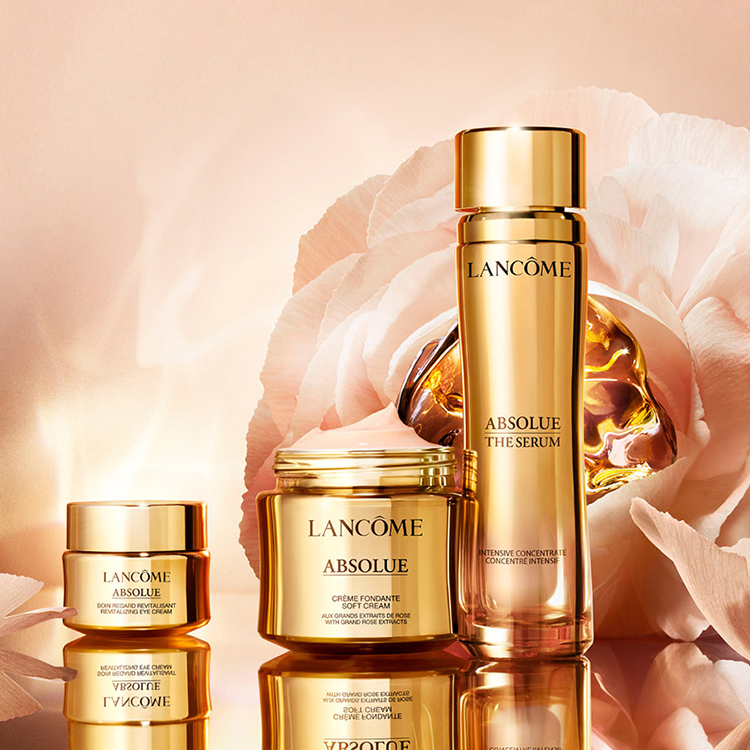 LANCÔME
ABSOLUE
SOIN REGARD REVITALISANT
REVITALIZING EYE CREAM
LANCÔME
ABSOLUE
CRÈME FONDANTE
SOFT CREAM
AUX GRANDS EXTRAITS DE ROSE
WITH GRAND ROSE EXTRACTS
LANCÔME
ABSOLUE
THE SERUM
INTENSIVE CONCENTRATE
CONCENTRÉ INTENSIF